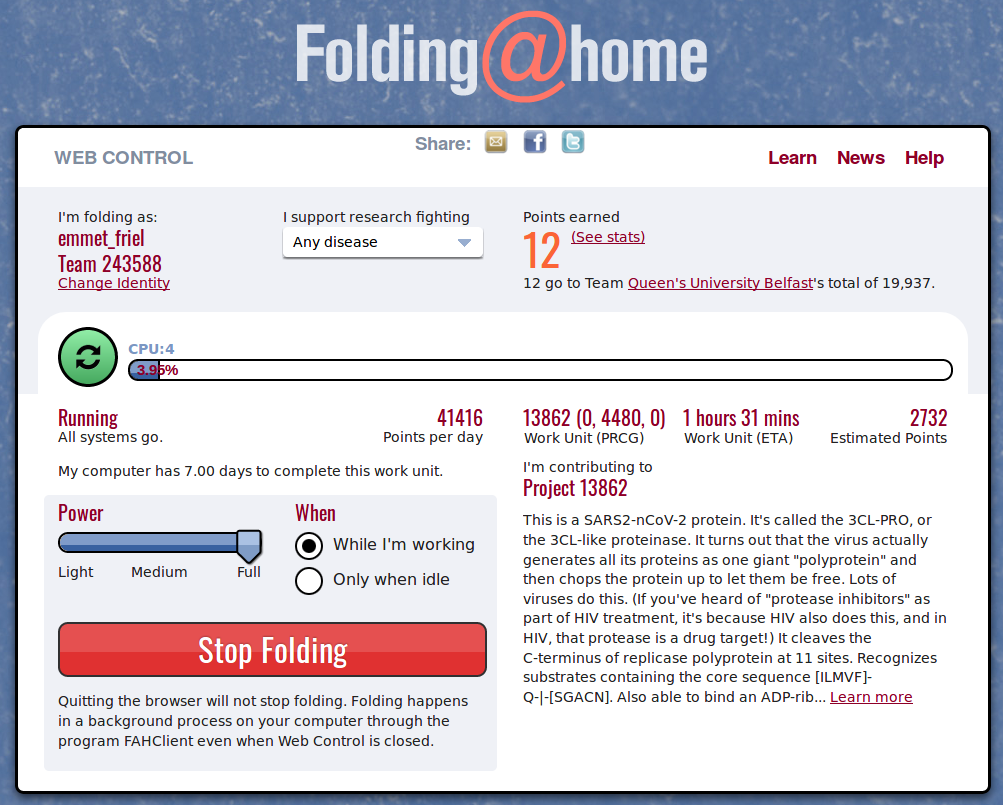 Folding@home
WEB CONTROL
Share:
Learn News Help
I'm folding as:
emmet_friel
Team 243588
Change Identity
I support research fighting
Any disease
Points earned
12 (See stats)
12 go to Team Queen's University Belfast's total of 19,937.
CPU:4
3.95%
Running
All systems go.
41416
Points per day
My computer has 7.00 days to complete this work unit.
Power
Light Medium Full
When
While I'm working
Only when idle
Stop Folding
Quitting the browser will not stop folding. Folding happens
in a background process on your computer through the
program FAHClient even when Web Control is closed.
13862 (0, 4480, 0)
Work Unit (PRCG)
1 hours 31 mins
Work Unit (ETA)
2732
Estimated Points
I'm contributing to
Project 13862
This is a SARS2-nCoV-2 protein. It's called the 3CL-PRO, or
the 3CL-like proteinase. It turns out that the virus actually
generates all its proteins as one giant "polyprotein" and
then chops the protein up to let them be free. Lots of
viruses do this. (If you've heard of "protease inhibitors" as
part of HIV treatment, it's because HIV also does this, and in
HIV, that protease is a drug target!) It cleaves the
C-terminus of replicase polyprotein at 11 sites. Recognizes
substrates containing the core sequence [ILMVF]-
Q-|-[SGACN]. Also able to bind an ADP-rib... Learn more